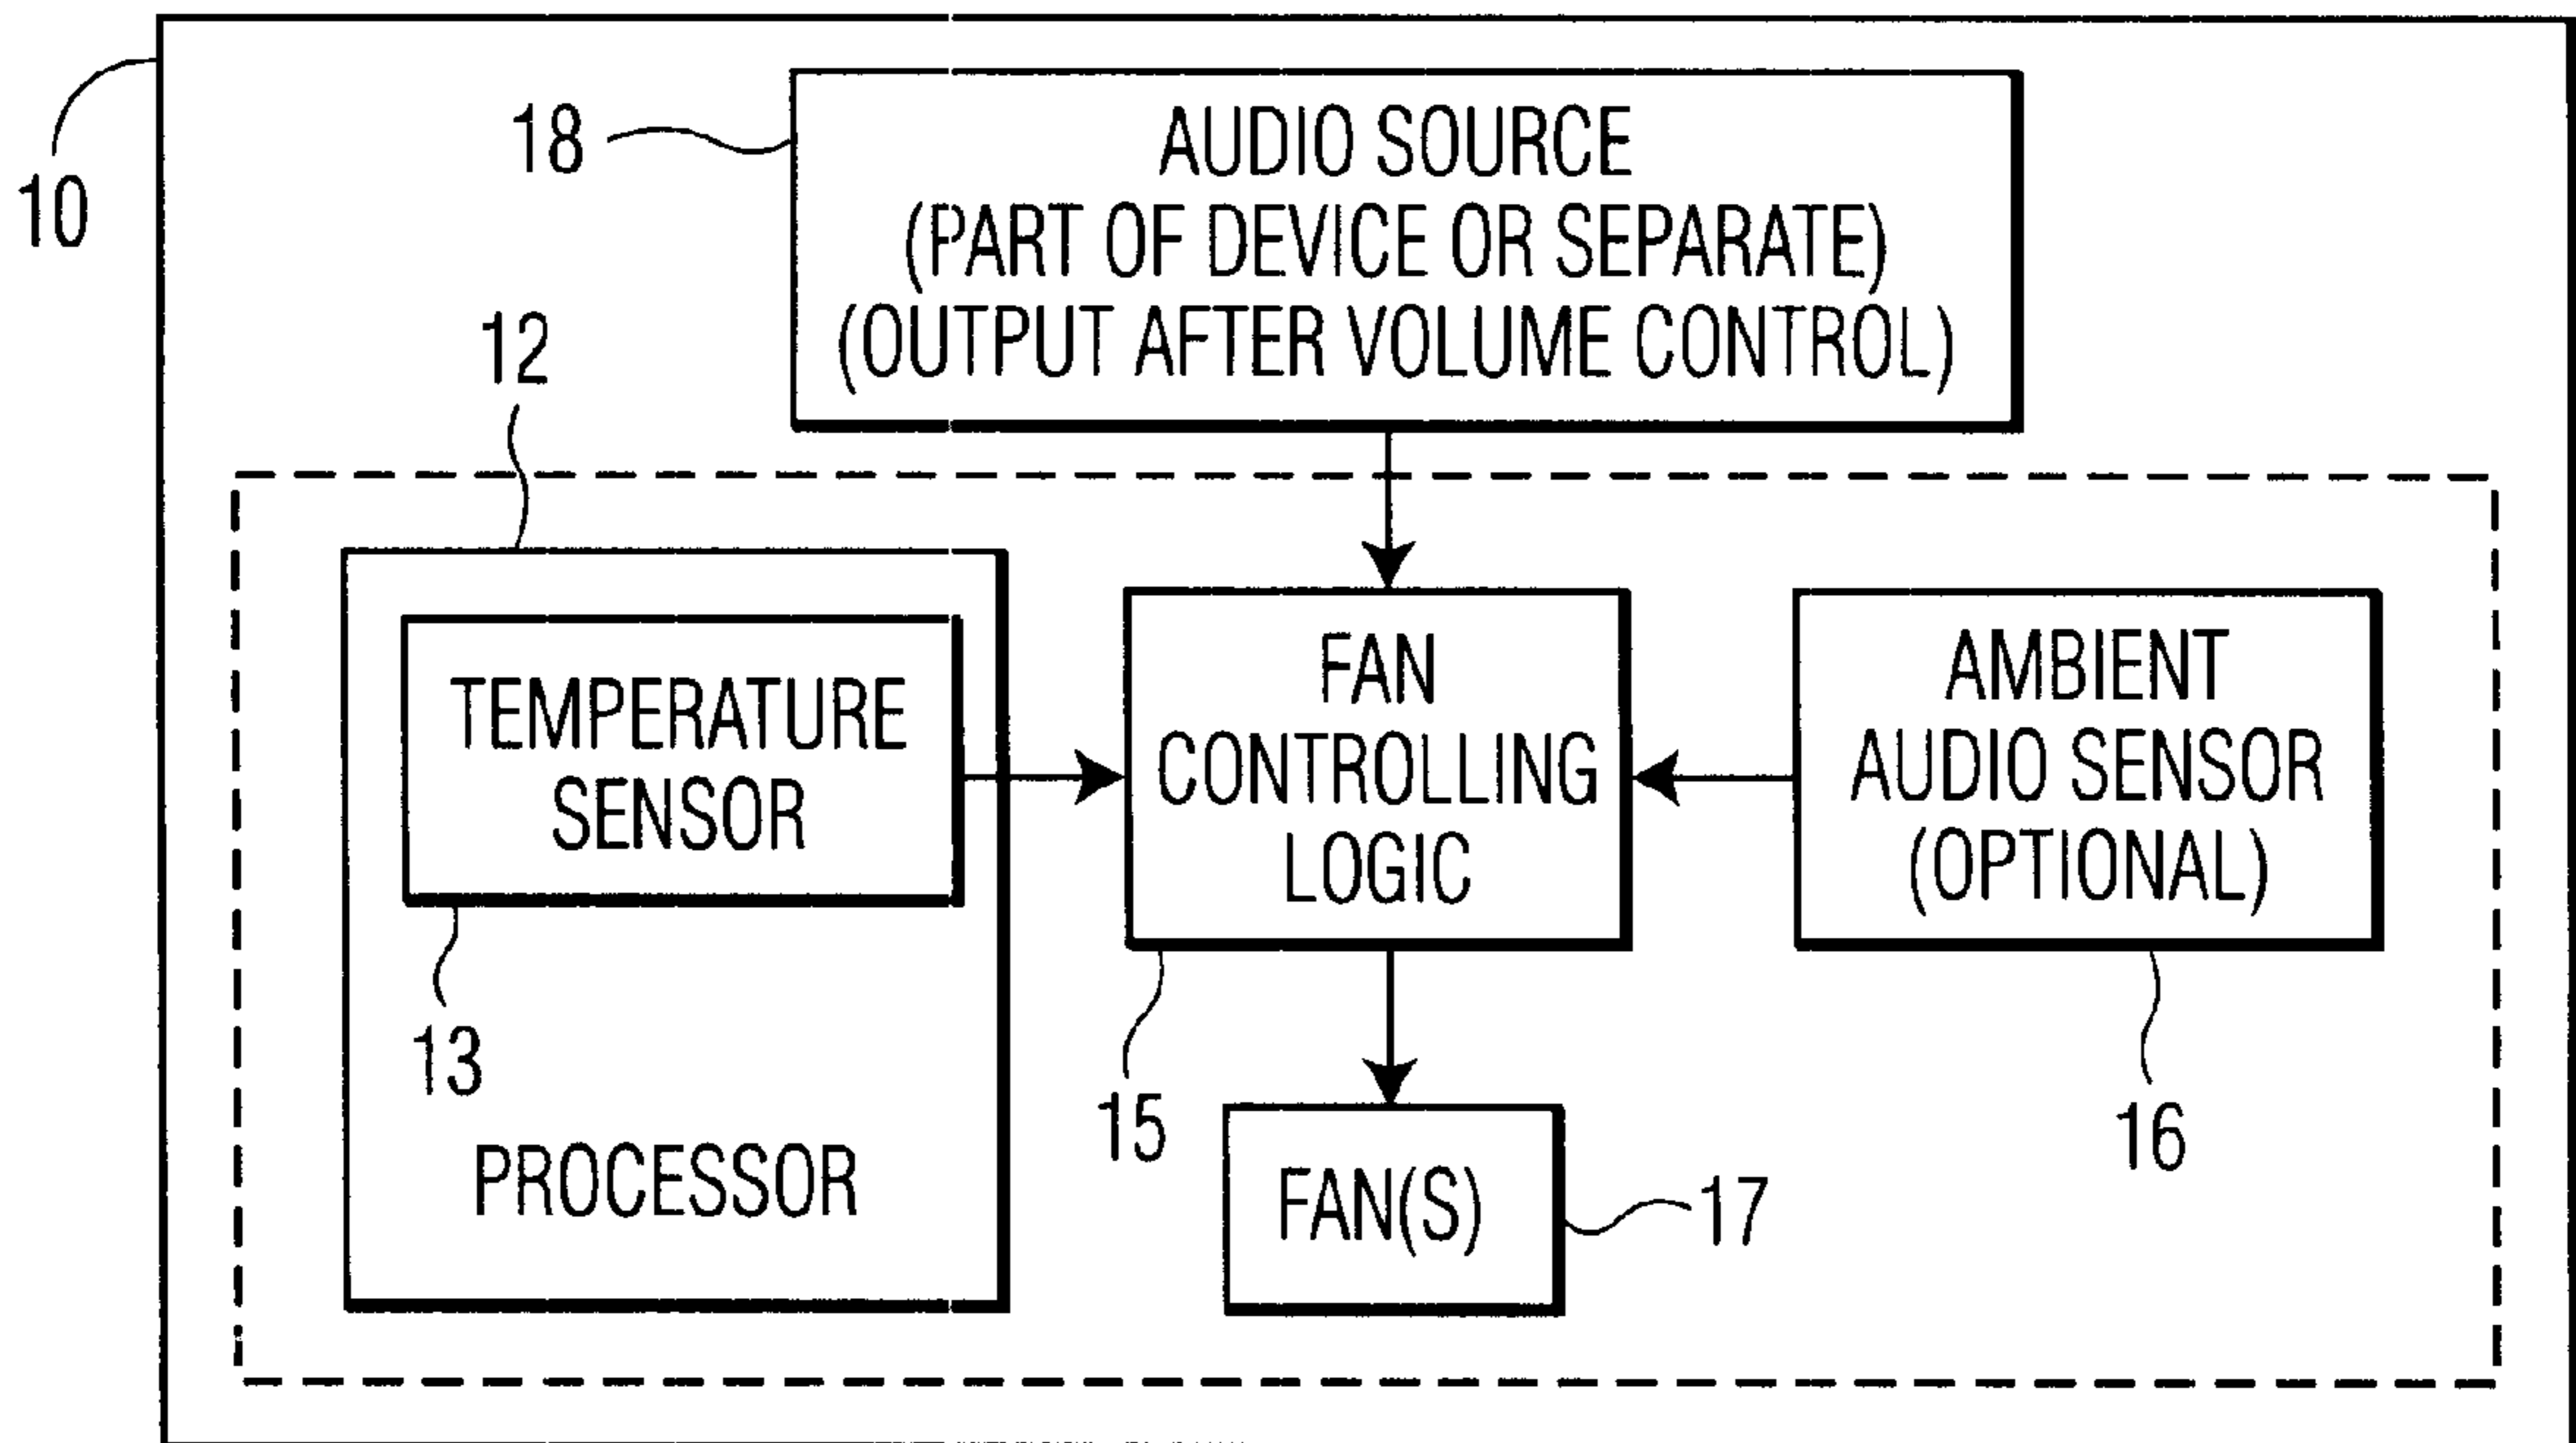 10
18
AUDIO SOURCE
(PART OF DEVICE OR SEPARATE)
(OUTPUT AFTER VOLUME CONTROL)
12
TEMPERATURE
SENSOR
13
PROCESSOR
FAN
CONTROLLING
LOGIC
15
AMBIENT
AUDIO SENSOR
(OPTIONAL)
16
FAN(S)
17